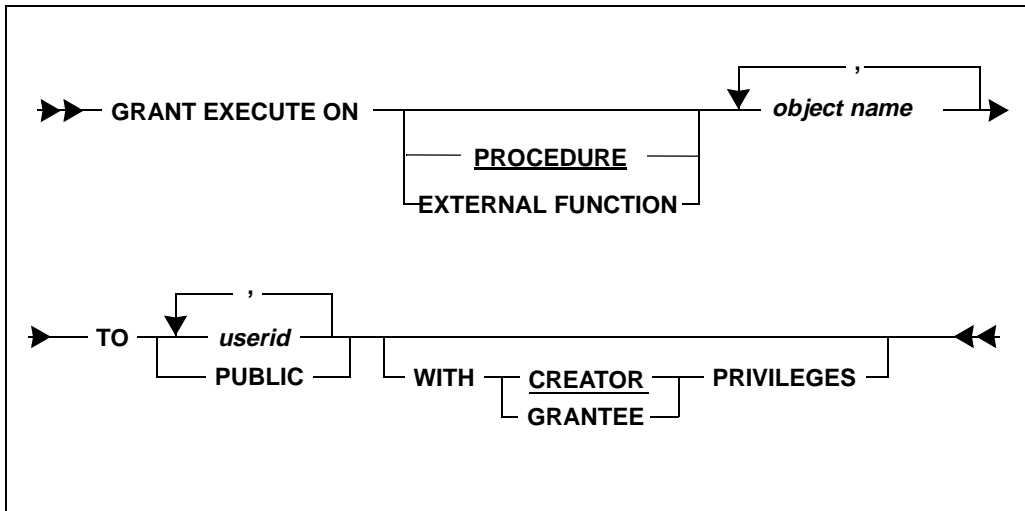 ,
GRANT EXECUTE ON
object name
PROCEDURE
EXTERNAL FUNCTION
,
TO
userid
PUBLIC
WITH
CREATOR
GRANTEE
PRIVILEGES